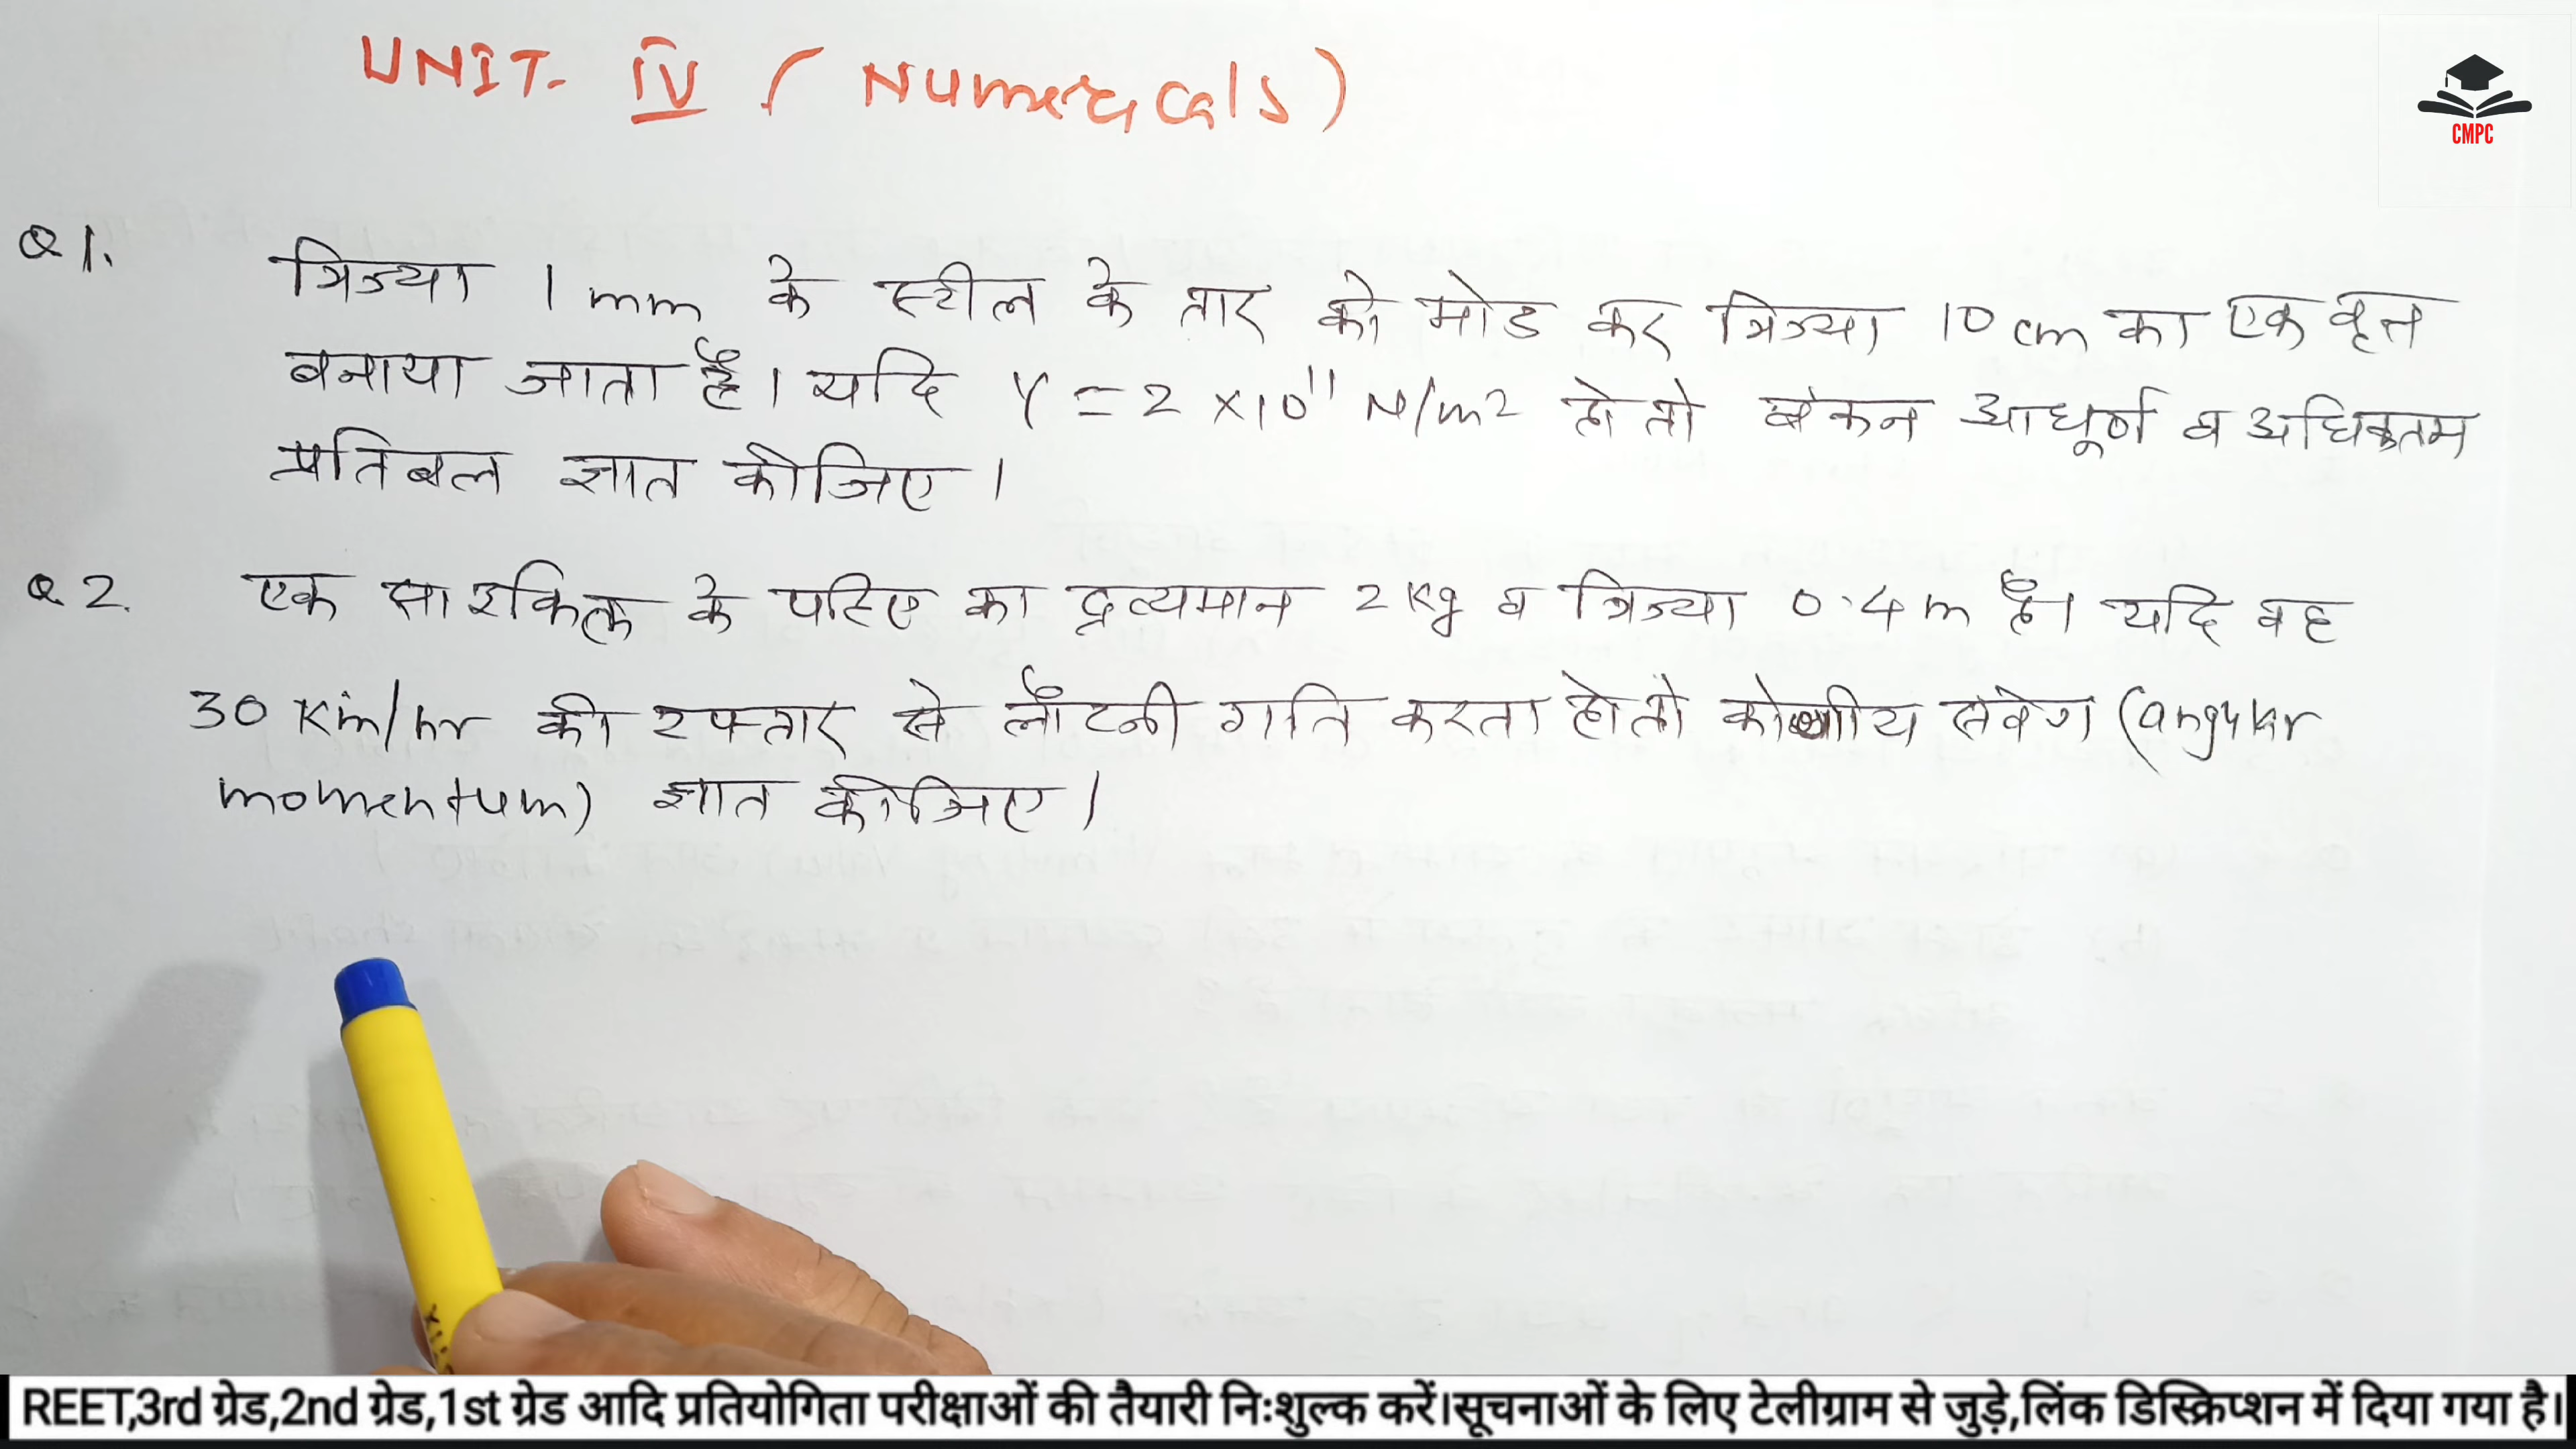 UNIT- IV (Numericals)
CMPC
Q1. त्रिज्या 1 mm के स्टील के तार को मोड कर त्रिज्या 10 cm का एक वृत्त
बनाया जाता है। यदि Y = 2 ×10¹¹ N/m2 हो तो बंकन आधूर्ण व अधिकतम
प्रतिबल ज्ञात कीजिए।
Q2. एक साइकिल के पहिए का द्रव्यमान 2 Kg व त्रिज्या 0.4 m है। यदि वह
30 Km/hr की रफ्तार से लौटनी गति करता हो तो कोणीय संवेग (angular
momentum) ज्ञात कीजिए।
REET,3rd ग्रेड,2nd ग्रेड,1st ग्रेड आदि प्रतियोगिता परीक्षाओं की तैयारी निःशुल्क करें।सूचनाओं के लिए टेलीग्राम से जुड़े,लिंक डिस्क्रिप्शन में दिया गया है।